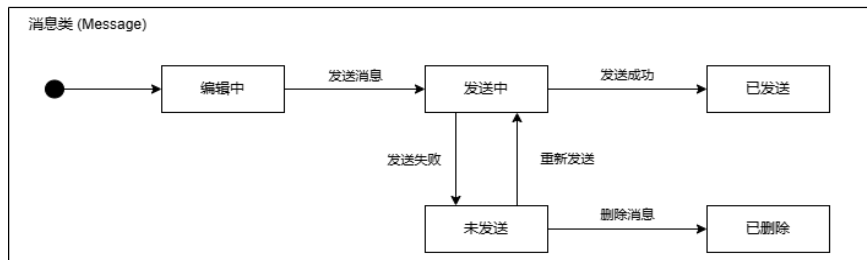 消息类 (Message)
编辑中
发送消息
发送中
发送成功
已发送
发送失败
重新发送
未发送
删除消息
已删除